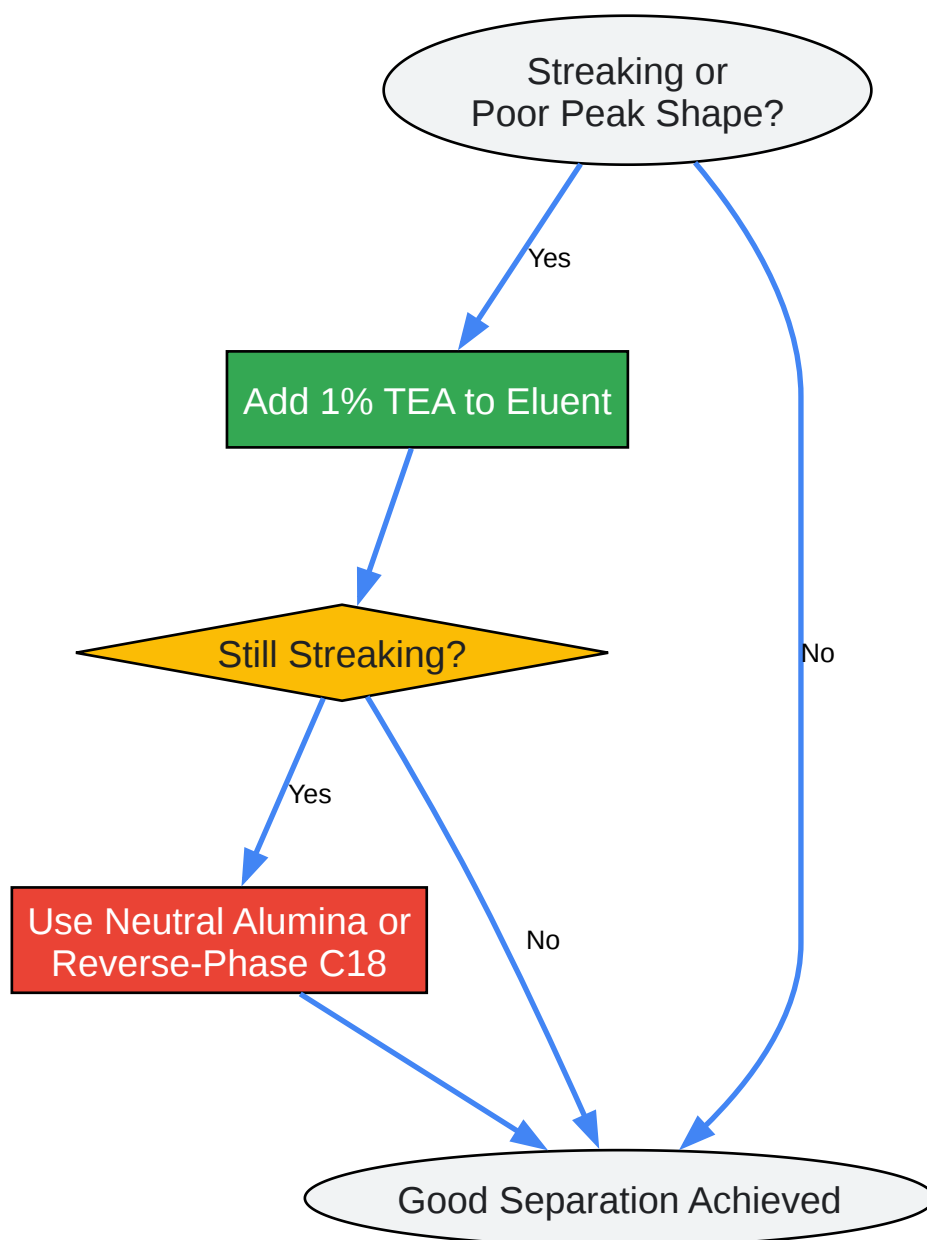 Streaking or
Poor Peak Shape?
Yes
Add 1% TEA to Eluent
Still Streaking?
No
Yes
Use Neutral Alumina or
Reverse-Phase C18
No
Good Separation Achieved